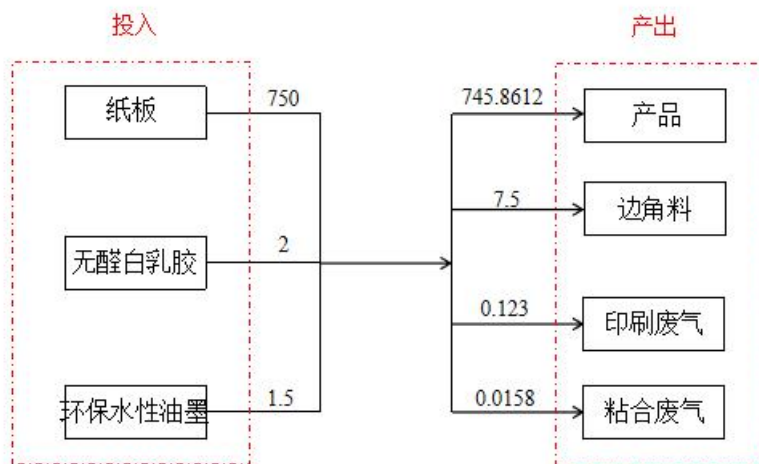 投入
产出
纸板
750
745.8612
产品
7.5
边角料
无醛白乳胶
2
0.123
印刷废气
环保水性油墨
1.5
0.0158
粘合废气